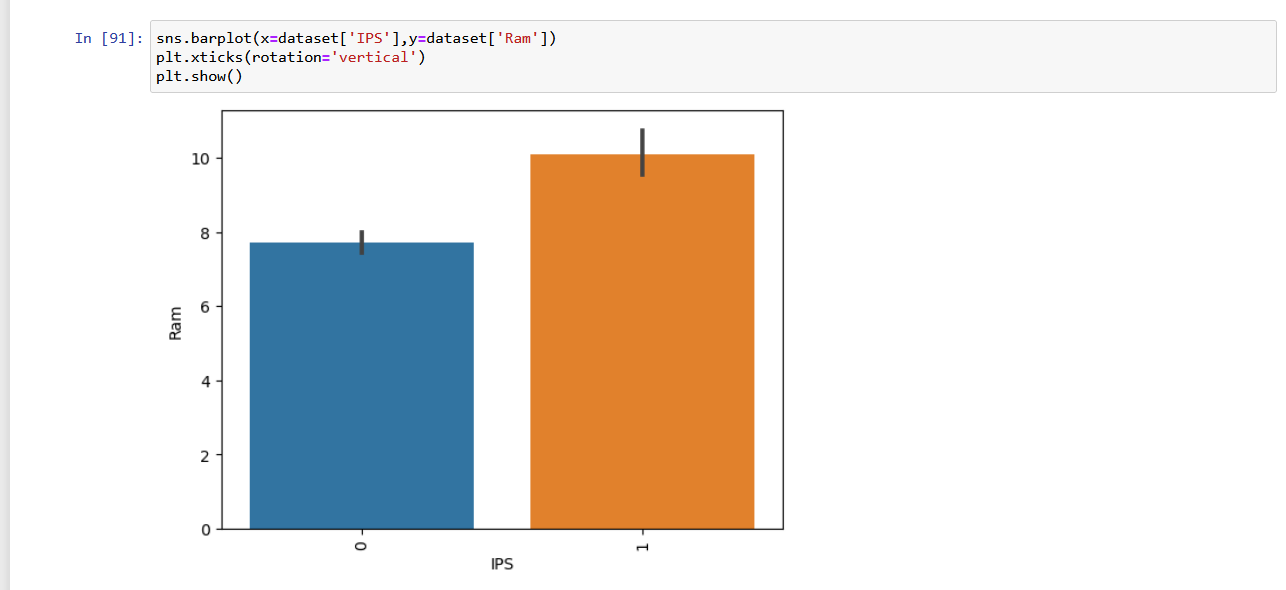 In [91]: sns.barplot(x=dataset['IPS'],y=dataset['Ram'])
plt.xticks(rotation='vertical')
plt.show()
10
8
6
4
2
0
Ram
0
1
IPS